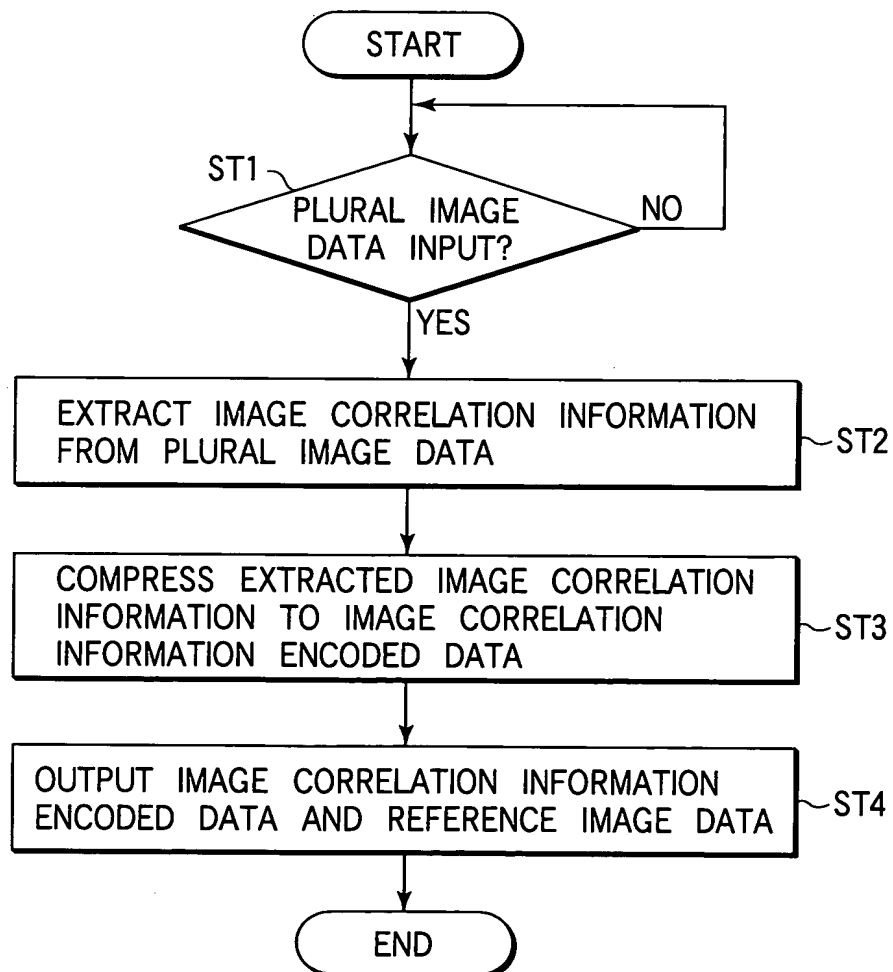 START
ST1
PLURAL IMAGE
DATA INPUT?
NO
YES
EXTRACT IMAGE CORRELATION INFORMATION
FROM PLURAL IMAGE DATA
ST2
COMPRESS EXTRACTED IMAGE CORRELATION
INFORMATION TO IMAGE CORRELATION
INFORMATION ENCODED DATA
ST3
OUTPUT IMAGE CORRELATION INFORMATION
ENCODED DATA AND REFERENCE IMAGE DATA
ST4
END